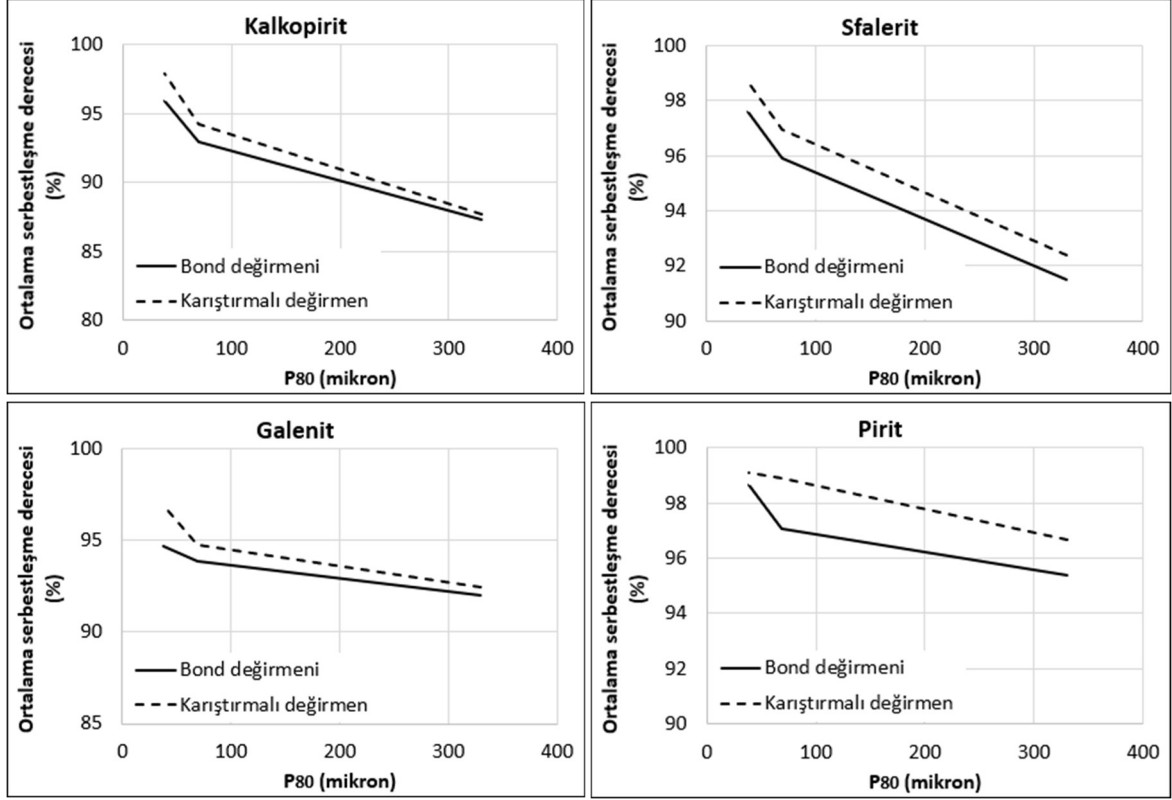 Kalkopirit
Ortalama serbestleşme derecesi
(%)
100
95
90
85
80
Bond değirmeni
Karıştırmalı değirmen
0 100 200 300 400
P80 (mikron)
Sfalerit
Ortalama serbestleşme derecesi
(%)
100
98
96
94
92
90
Bond değirmeni
Karıştırmalı değirmen
0 100 200 300 400
P80 (mikron)
Galenit
Ortalama serbestleşme derecesi
(%)
100
95
90
85
Bond değirmeni
Karıştırmalı değirmen
0 100 200 300 400
P80 (mikron)
Pirit
Ortalama serbestleşme derecesi
(%)
100
98
96
94
92
90
Bond değirmeni
Karıştırmalı değirmen
0 100 200 300 400
P80 (mikron)